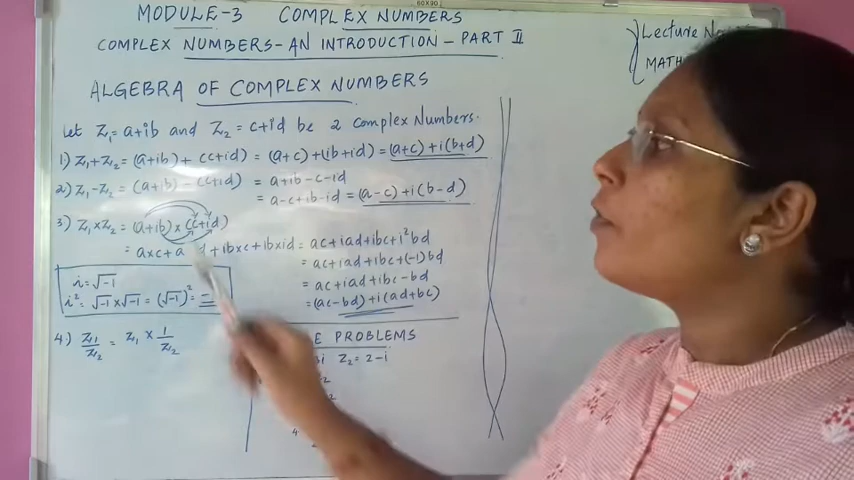 MODULE-3 COMPLEX NUMBERS
COMPLEX NUMBERS - AN INTRODUCTION - PART II
Lecture
MATH
ALGEBRA OF COMPLEX NUMBERS
Let Z₁ = a+ib and Z₂ = c+id be 2 complex Numbers.
1) Z₁+Z₂ = (a+ib) + (c+id) = (a+c) + (ib+id) = (a+c) + i(b+d)
2) Z₁-Z₂ = (a+ib) - (c+id) = a+ib-c-id
= a-c+ib-id = (a-c) + i(b-d)
3) Z₁×Z₂ = (a+ib) × (c+id)
= a×c+a d + ib×c + ib×id = ac + iad + ibc + i²bd
= ac + iad + ibc + (-1) bd
= ac + iad + ibc - bd
= (ac-bd) + i(ad+bc)
i = √-1
i² = √-1 × √-1 = (√-1)² = -
4) Z₁/Z₂ = Z₁ × 1/Z₂
E PROBLEMS
i Z₂ = 2-i